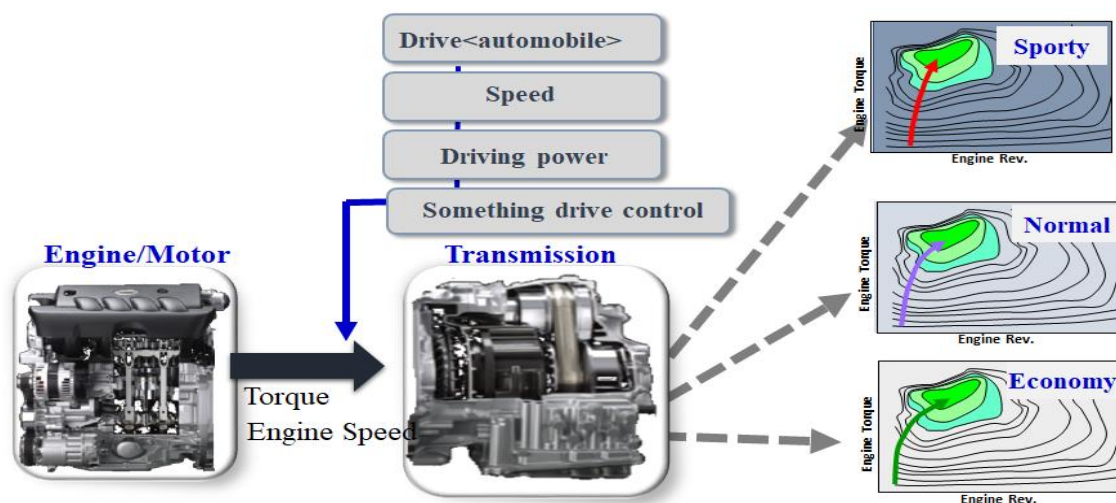 Drive<automobile>
Speed
Driving power
Something drive control
Engine/Motor
Transmission
Torque
Engine Speed
Sporty
Engine Torque
Engine Rev.
Normal
Engine Torque
Engine Rev.
Economy
Engine Torque
Engine Rev.